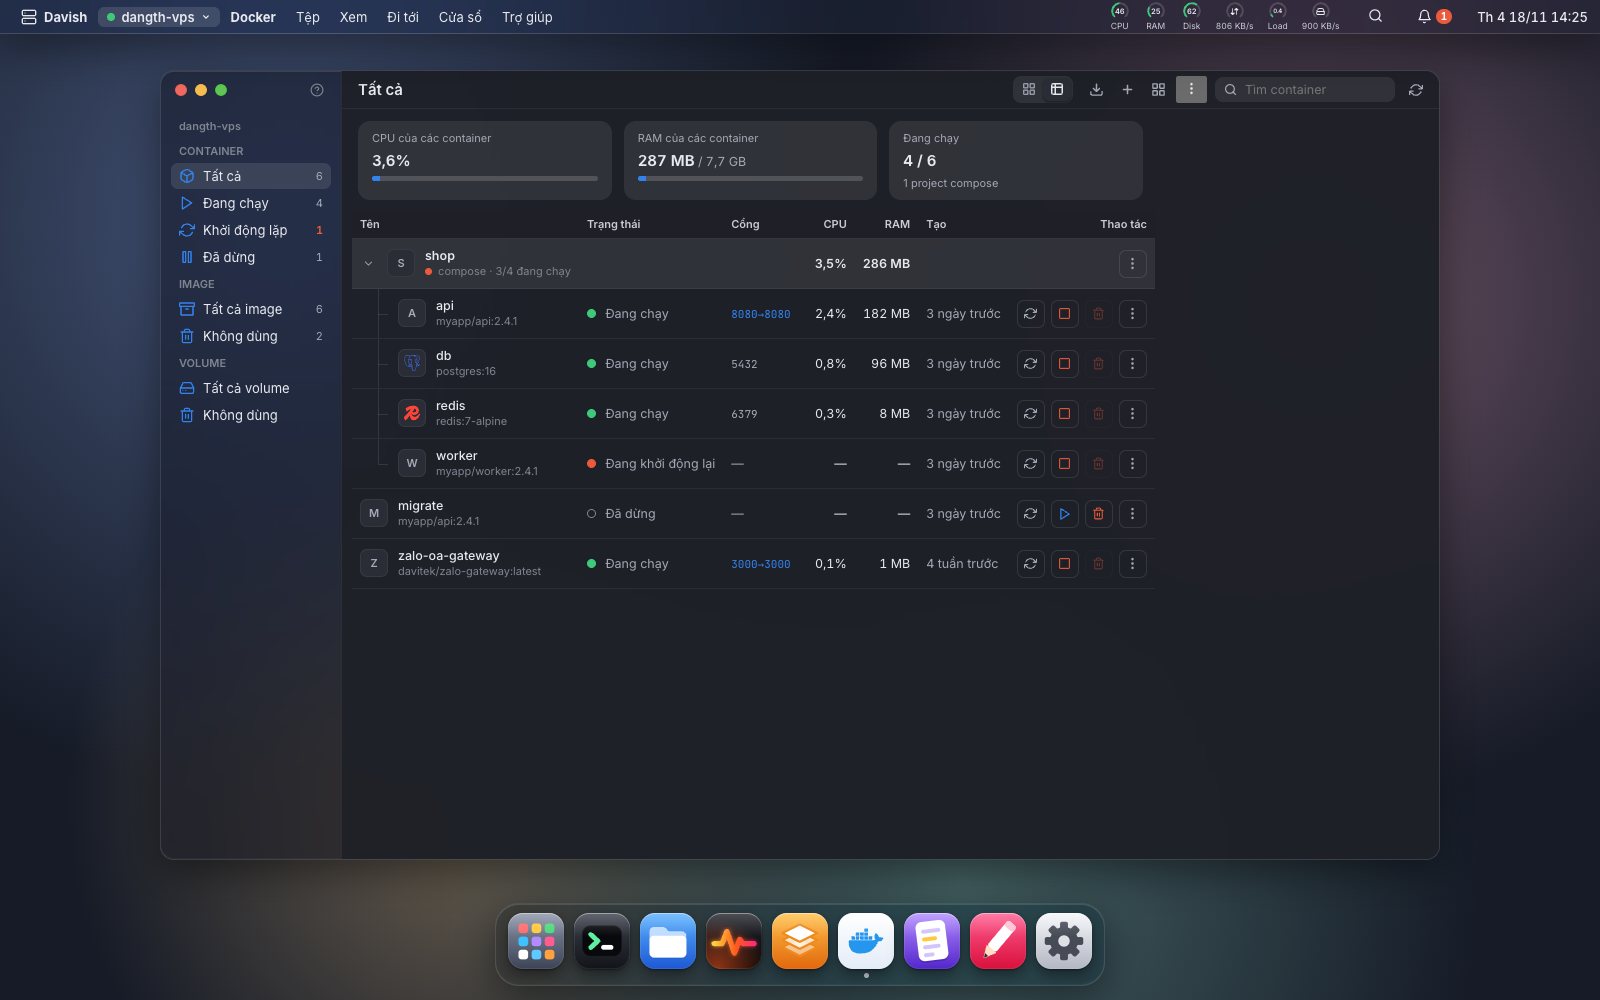 Davish dangth-vps Docker Tệp Xem Đi tới Cửa sổ Trợ giúp
46 25 62 0.4
CPU RAM Disk 806 KB/s Load 900 KB/s
1
Th 4 18/11 14:25
dangth-vps
CONTAINER
Tất cả 6
Đang chạy 4
Khởi động lặp 1
Đã dừng 1
IMAGE
Tất cả image 6
Không dùng 2
VOLUME
Tất cả volume
Không dùng
Tất cả
Tìm container
CPU của các container
3,6%
RAM của các container
287 MB / 7,7 GB
Đang chạy
4 / 6
1 project compose
Tên Trạng thái Cổng CPU RAM Tạo Thao tác
S shop 3,5% 286 MB
compose · 3/4 đang chạy
A api Đang chạy 8080→8080 2,4% 182 MB 3 ngày trước
myapp/api:2.4.1
db Đang chạy 5432 0,8% 96 MB 3 ngày trước
postgres:16
redis Đang chạy 6379 0,3% 8 MB 3 ngày trước
redis:7-alpine
W worker Đang khởi động lại — — — 3 ngày trước
myapp/worker:2.4.1
M migrate Đã dừng — — — 3 ngày trước
myapp/api:2.4.1
Z zalo-oa-gateway Đang chạy 3000→3000 0,1% 1 MB 4 tuần trước
davitek/zalo-gateway:latest